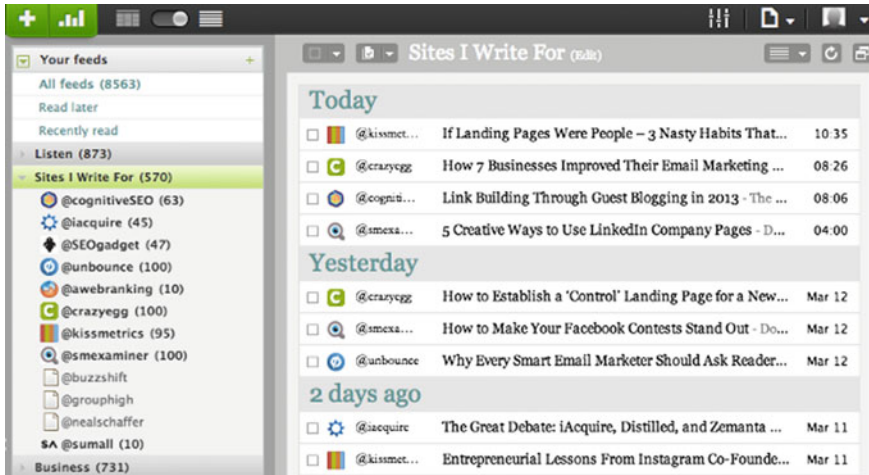 Your feeds +
All feeds (8563)
Read later
Recently read
Listen (873)
Sites I Write For (570)
@cognitiveSEO (63)
@iacquire (45)
@SEOgadget (47)
@unbounce (100)
@awebranking (10)
@crazyegg (100)
@kissmetrics (95)
@smexaminer (100)
@buzzshift
@grouphigh
@nealschaffer
@sumall (10)
Business (731)
Sites I Write For (Edit)
Today
@kissmet... If Landing Pages Were People – 3 Nasty Habits That... 10:35
@crazyegg How 7 Businesses Improved Their Email Marketing ... 08:26
@cogniti... Link Building Through Guest Blogging in 2013 - The ... 08:06
@smexa... 5 Creative Ways to Use LinkedIn Company Pages - D... 04:00
Yesterday
@crazyegg How to Establish a 'Control' Landing Page for a New... Mar 12
@smexa... How to Make Your Facebook Contests Stand Out - Do... Mar 12
@unbounce Why Every Smart Email Marketer Should Ask Reader... Mar 12
2 days ago
@iacquire The Great Debate: iAcquire, Distilled, and Zemanta ... Mar 11
@kissmet... Entrepreneurial Lessons From Instagram Co-Founde... Mar 11